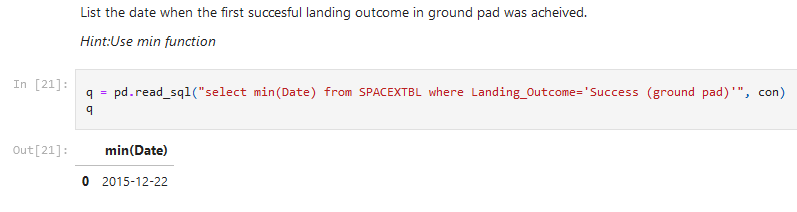 List the date when the first succesful landing outcome in ground pad was acheived.
Hint:Use min function
In [21]:
q = pd.read_sql("select min(Date) from SPACEXTBL where Landing_Outcome='Success (ground pad)'", con)
q
Out[21]:
min(Date)
0 2015-12-22